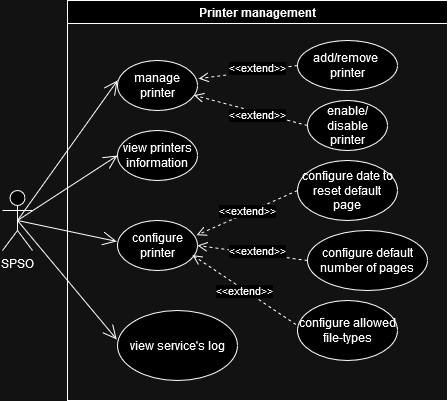 Printer management
add/remove
printer
<<extend>>
manage
printer
<<extend>>
enable/
disable
printer
view printers
information
configure date to
reset default
page
<<extend>>
SPSO
configure
printer
<<extend>>
configure default
number of pages
<<extend>>
configure allowed
file-types
view service's log